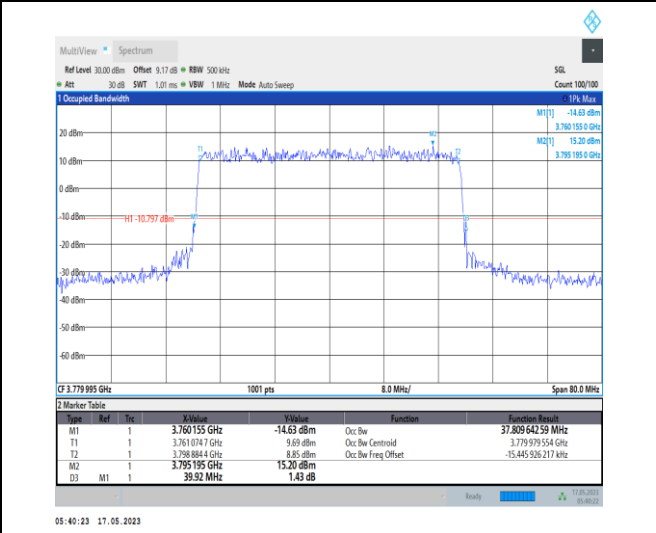 MultiView Spectrum
Ref Level 30.00 dBm Offset 9.17 dB RBW 500 kHz SGL
Att 30 dB SWT 1.01 ms VBW 1 MHz Mode Auto Sweep Count 100/100
1 Occupied Bandwidth 1Pk Max
M1[1] -14.63 dBm
3.760 155 0 GHz
M2[1] 15.20 dBm
3.795 195 0 GHz
20 dBm
M2
T1
T2
10 dBm
0 dBm
-10 dBm
H1 -10.797 dBm
M1
D3
-20 dBm
-30 dBm
-40 dBm
-50 dBm
-60 dBm
CF 3.779 995 GHz 1001 pts 8.0 MHz/ Span 80.0 MHz
2 Marker Table
Type Ref Trc X-Value Y-Value Function Function Result
M1 1 3.760155 GHz -14.63 dBm Occ Bw 37.809 642 59 MHz
T1 1 3.761 074 7 GHz 9.69 dBm Occ Bw Centroid 3.779 979 554 GHz
T2 1 3.798 884 4 GHz 8.85 dBm Occ Bw Freq Offset -15.445 926 217 kHz
M2 1 3.795195 GHz 15.20 dBm
D3 M1 1 39.92 MHz 1.43 dB
Ready 17.05.2023
05:40:22
05:40:23 17.05.2023